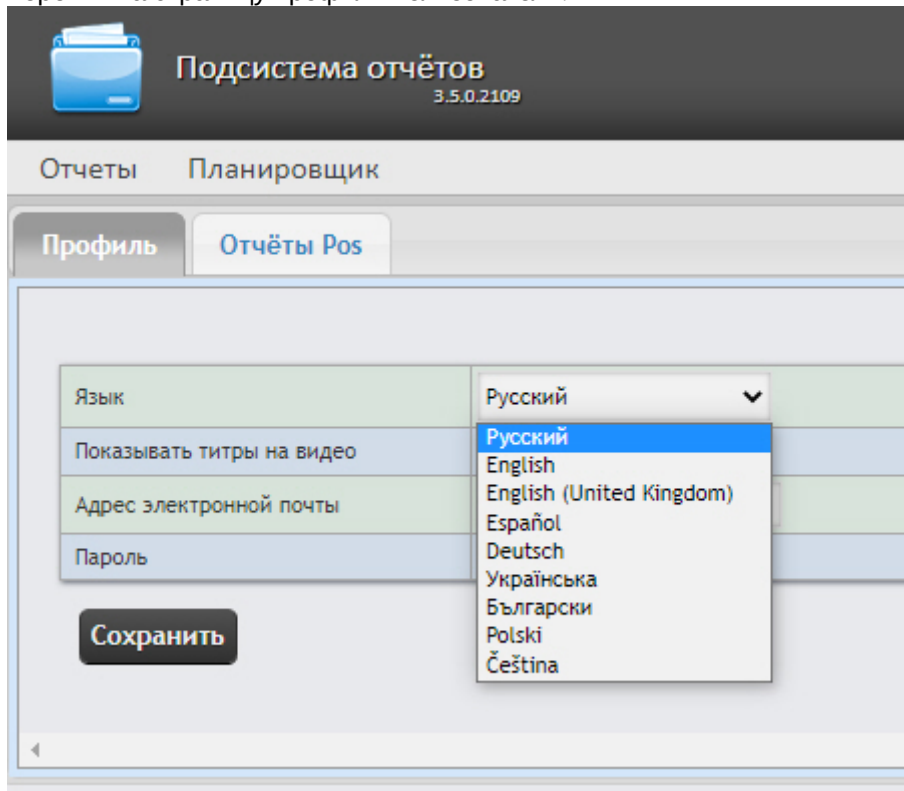 Подсистема отчётов
3.5.0.2109
Отчеты Планировщик
Профиль Отчёты Pos
Язык Русский
Показывать титры на видео
Адрес электронной почты
Пароль
Русский
English
English (United Kingdom)
Español
Deutsch
Українська
Български
Polski
Čeština
Сохранить